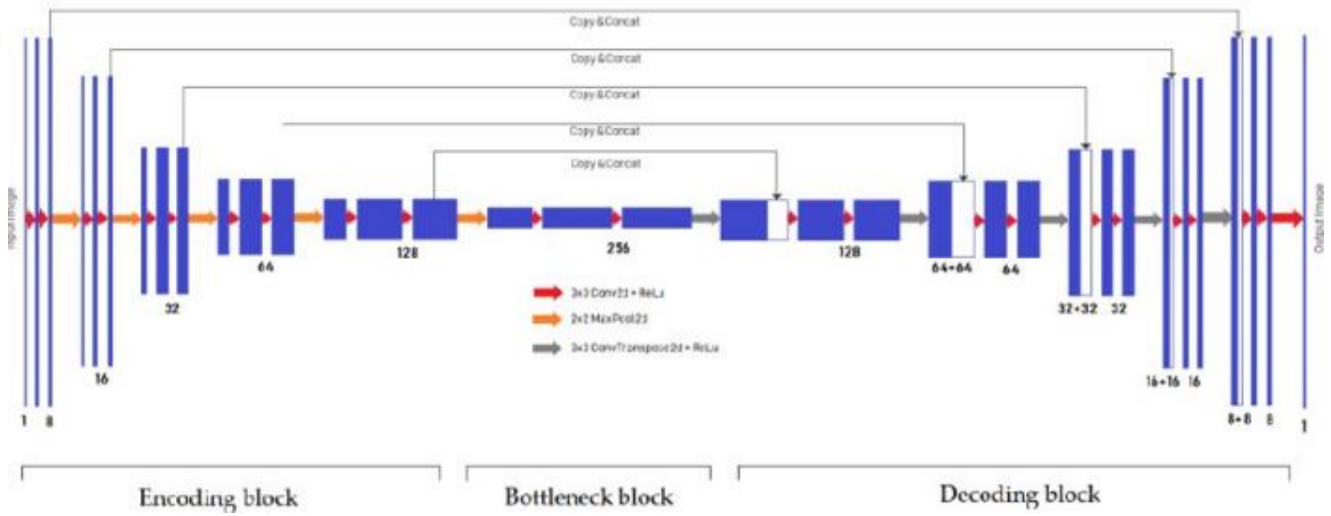 Copy & Concat
Copy & Concat
Copy & Concat
Copy & Concat
Copy & Concat
Input Image
Output Image
128
256
128
64
64+64
64
32
32+32
32
16
16+16
16
1
8
8+8
8
1
3x3 Conv2d + ReLu
2x2 MaxPool2d
3x3 ConvTranspose2d + ReLu
Encoding block
Bottleneck block
Decoding block